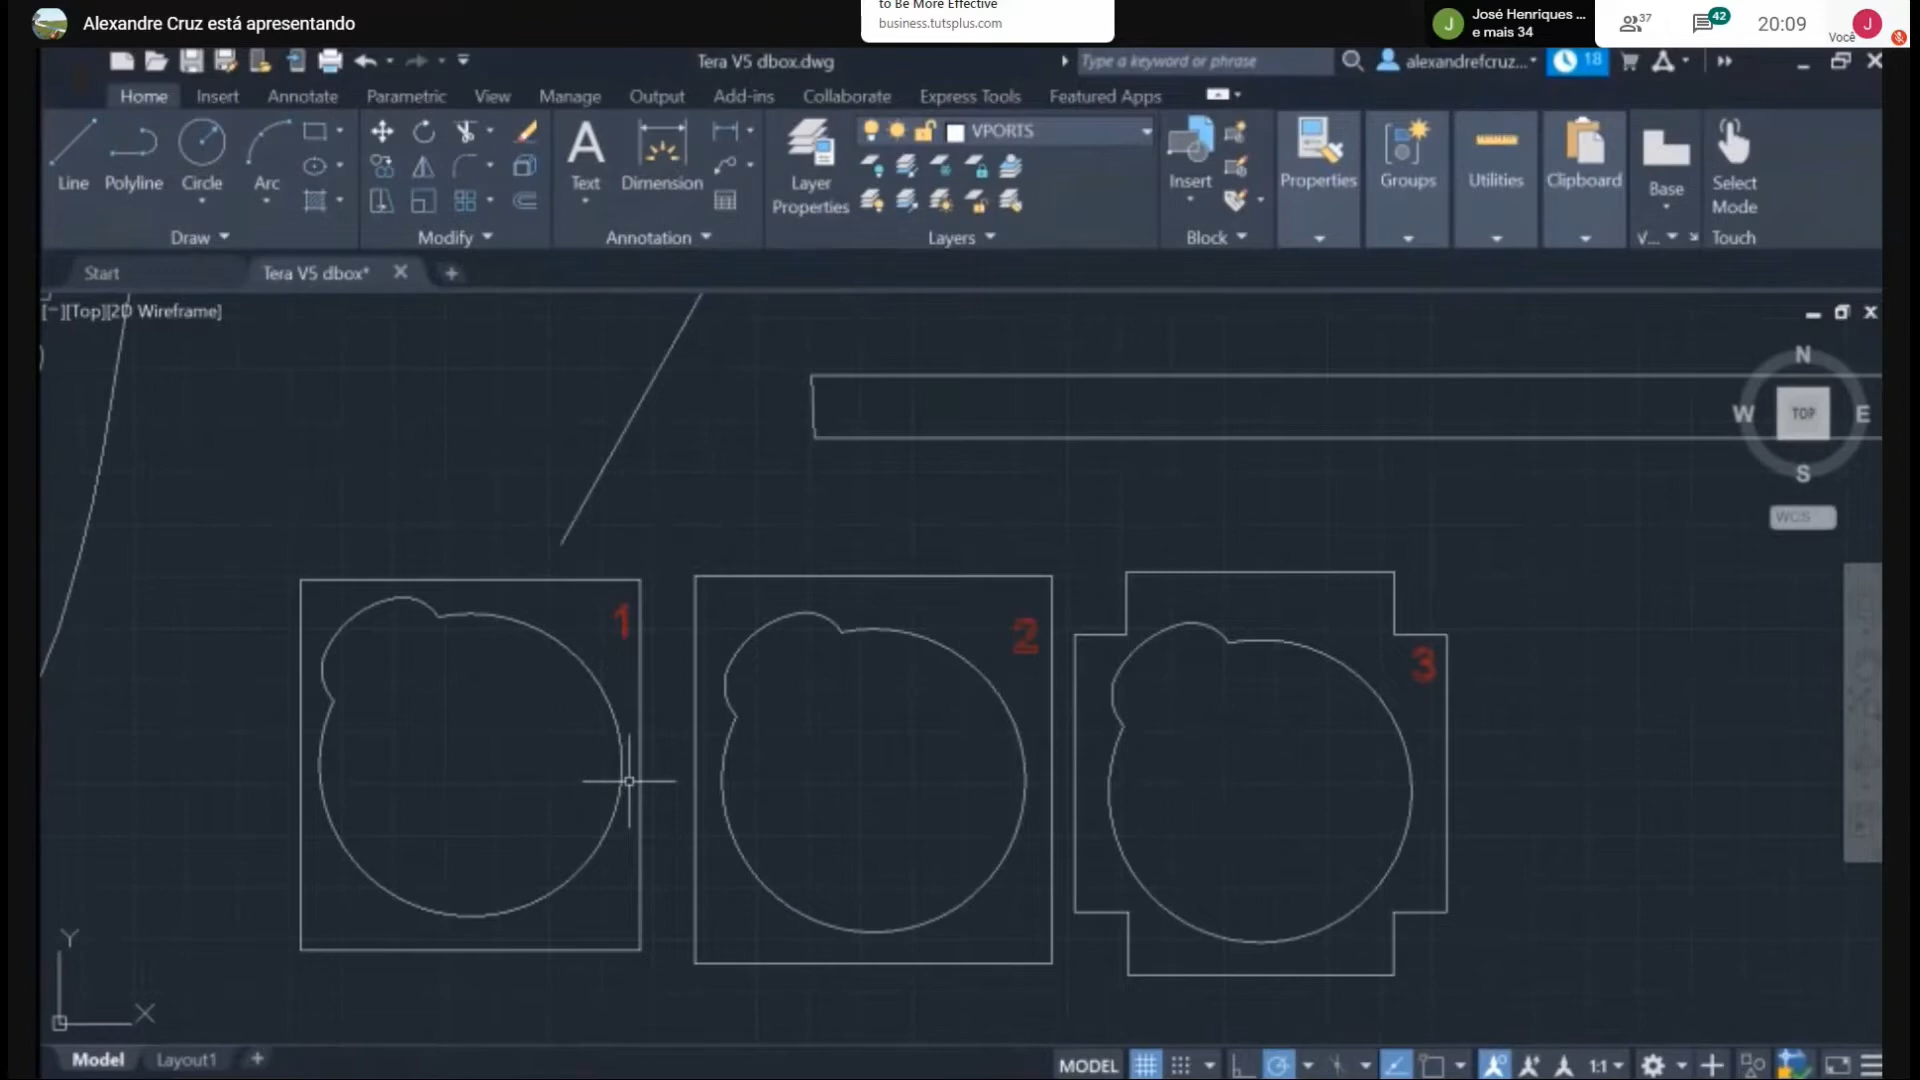 to Be More Effective
business.tutsplus.com
Alexandre Cruz está apresentando
J
José Henriques ...
e mais 34
37
42
20:09
Você
J
Tera V5 dbox.dwg
Type a keyword or phrase
alexandrefcruz...
18
Home
Insert
Annotate
Parametric
View
Manage
Output
Add-ins
Collaborate
Express Tools
Featured Apps
VPORTS
Line
Polyline
Circle
Arc
A
Text
Dimension
Layer
Properties
Insert
Properties
Groups
Utilities
Clipboard
Base
Select
Mode
Draw
Modify
Annotation
Layers
Block
V...
Touch
Start
Tera V5 dbox*
[−][Top][2D Wireframe]
N
W
TOP
E
S
WCS
1
2
3
Y
X
Model
Layout1
MODEL
1:1